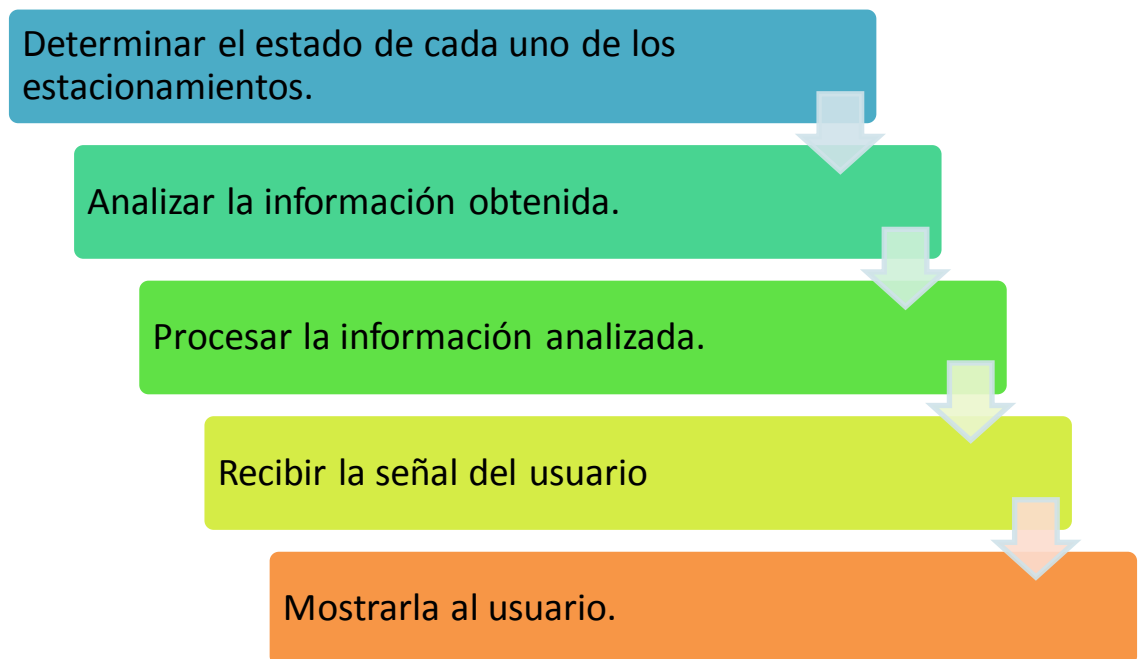 Determinar el estado de cada uno de los
estacionamientos.
Analizar la información obtenida.
Procesar la información analizada.
Recibir la señal del usuario
Mostrarla al usuario.